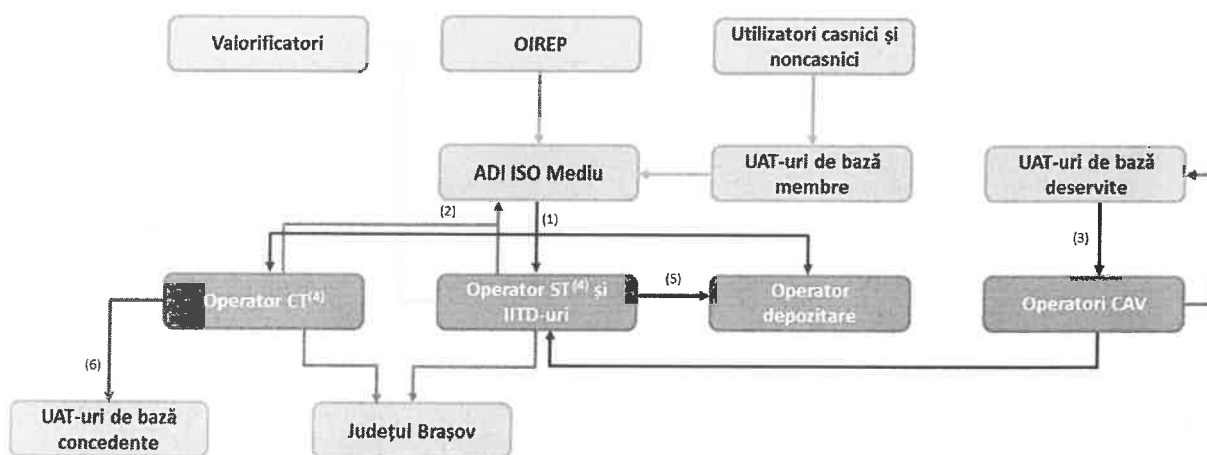 Valorificatori
OIREP
Utilizatori casnici și
noncasnici
ADI ISO Mediu
UAT-uri de bază
membre
UAT-uri de bază
deservite
(2)
(1)
(3)
Operator CT(4)
Operator ST(4) și
IITD-uri
(5)
Operator
depozitare
Operatori CAV
(6)
UAT-uri de bază
concedente
Județul Brașov